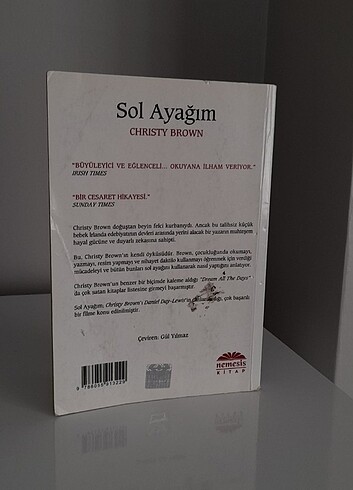 Sol Ayağım
CHRISTY BROWN
"BÜYÜLEYİCİ VE EĞLENCELİ... OKUYANA İLHAM VERİYOR."
IRISH TIMES
"BİR CESARET HİKAYESİ."
SUNDAY TIMES
Christy Brown doğuştan beyin felci kurbanıydı. Ancak bu talihsiz küçük
bebek İrlanda edebiyatının devleri arasında yerini alacak bir yazarın muhteşem
hayal gücüne ve duyarlı zekasına sahipti.
Bu, Christy Brown'ın kendi öyküsüdür. Brown, çocukluğunda okumayı,
yazmayı, resim yapmayı ve nihayet daktilo kullanmayı öğrenmek için verdiği
mücadeleyi ve bütün bunları sol ayağını kullanarak nasıl yaptığını anlatıyor.
Christy Brown'ın benzer bir biçimde kaleme aldığı "Dream All The Days"
da çok satan kitaplar listesine girmeyi başarmıştır.
Sol Ayağım; Christy Brown'ı Daniel Day-Lewis'in çok başarılı
bir filme konu edinilmiştir.
Çeviren: Gül Yılmaz
nemesis
KİTAP